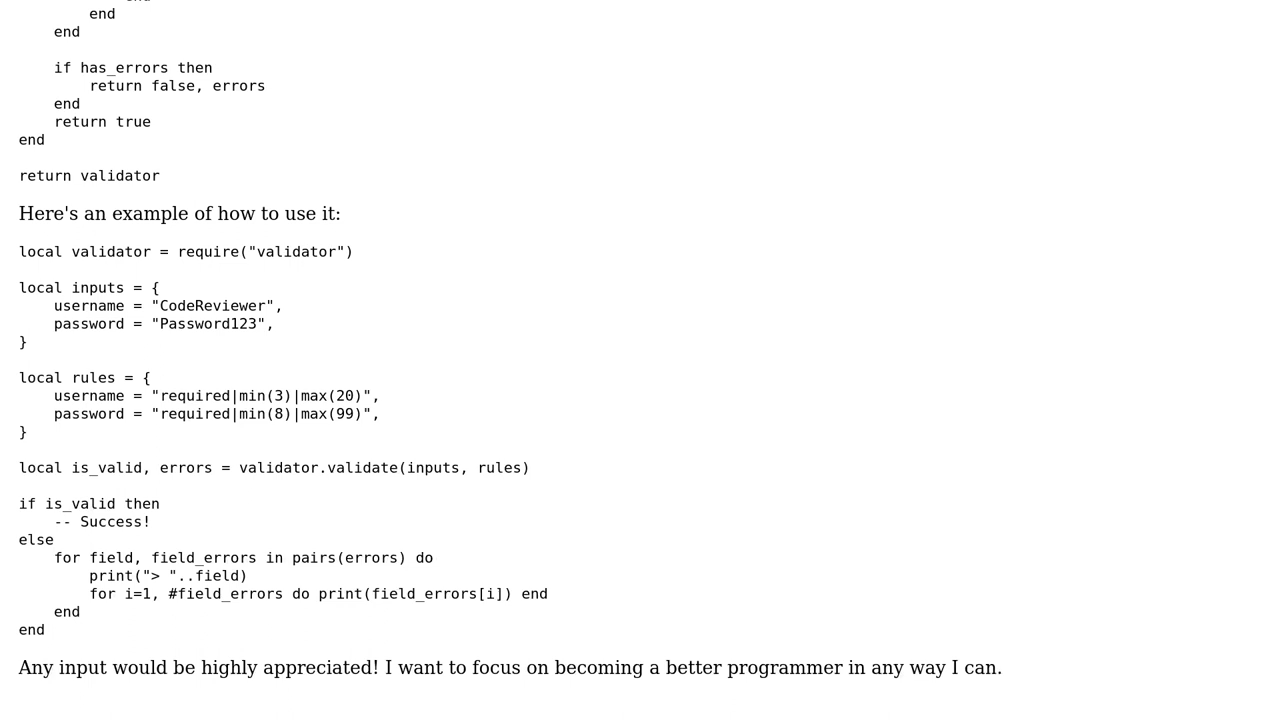 end
    end

    if has_errors then
        return false, errors
    end
    return true
end

return validator
Here's an example of how to use it:
local validator = require("validator")

local inputs = {
    username = "CodeReviewer",
    password = "Password123",
}

local rules = {
    username = "required|min(3)|max(20)",
    password = "required|min(8)|max(99)",
}

local is_valid, errors = validator.validate(inputs, rules)

if is_valid then
    -- Success!
else
    for field, field_errors in pairs(errors) do
        print("> "..field)
        for i=1, #field_errors do print(field_errors[i]) end
    end
end
Any input would be highly appreciated! I want to focus on becoming a better programmer in any way I can.